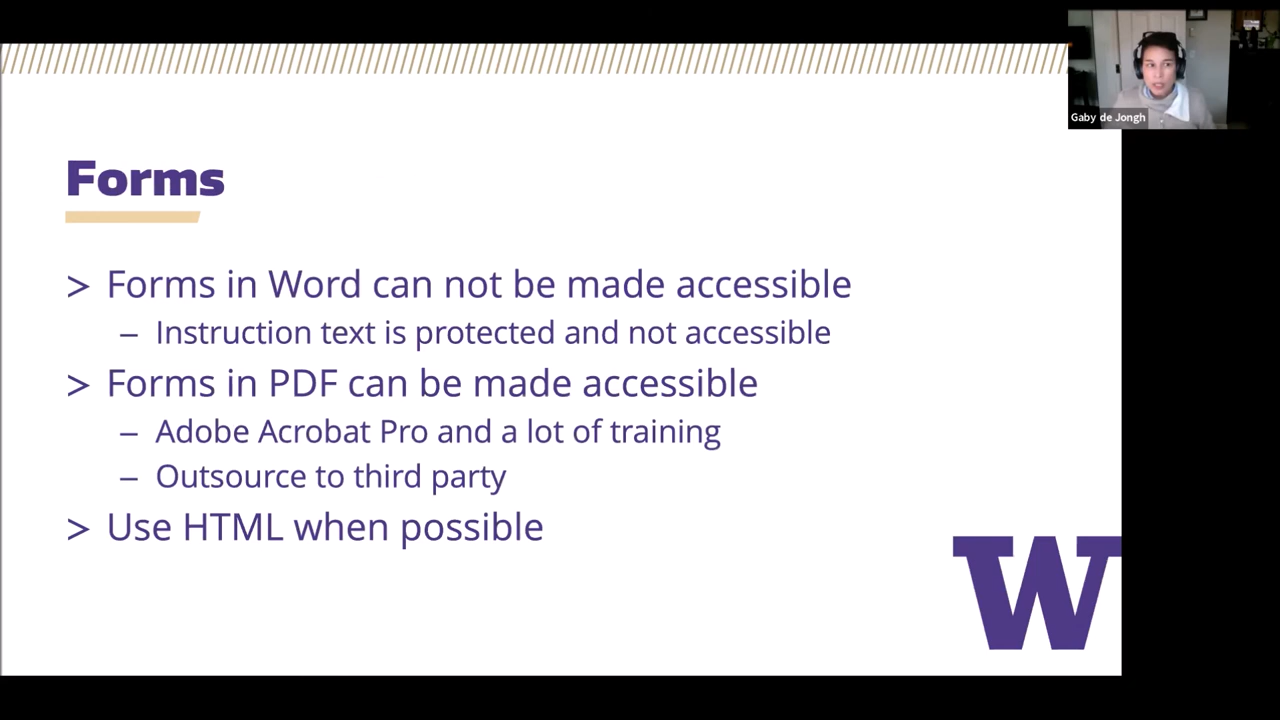 Gaby de Jongh
Forms
> Forms in Word can not be made accessible
– Instruction text is protected and not accessible
> Forms in PDF can be made accessible
– Adobe Acrobat Pro and a lot of training
– Outsource to third party
> Use HTML when possible
W